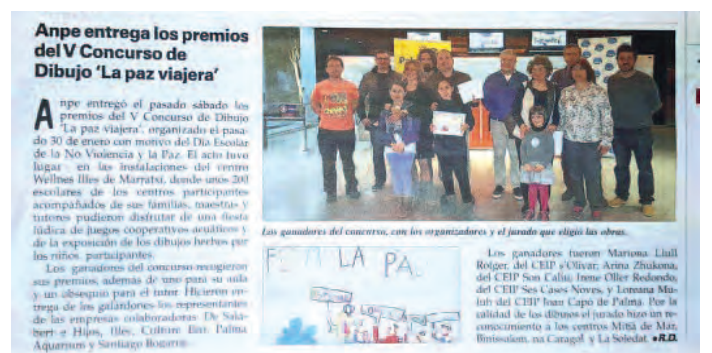 Anpe entrega los premios
del V Concurso de
Dibujo ‘La paz viajera’
Anpe entregó el pasado sábado los
premios del V Concurso de Dibujo
‘La paz viajera’, organizado el pasa-
do 30 de enero con motivo del Día Escolar
de la No Violencia y la Paz. El acto tuvo
lugar en las instalaciones del centro
Wellnes Illes de Marratxí, donde unos 200
escolares de los centros participantes
acompañados de sus familias, maestras y
tutores pudieron disfrutar de una fiesta
lúdica de juegos cooperativos acuáticos y
de la exposición de los dibujos hechos por
los niños participantes.
Los ganadores del concurso recogieron
sus premios, además de uno para su aula
y un obsequio para el tutor. Hicieron en-
trega de los galardones los representantes
de las empresas colaboradoras: De Sala
bert e Hijos, Illes, Culture Bar, Palma
Aquarium y Santiago
Los ganadores del concurso, con los organizadores y el jurado que eligió las obras.
LA PA
Los ganadores fueron Mariona Llull
Roiger, del CEIP s'Olivar, Arina Zhukona,
del CEIP Son Caliu, Irene Oller Redondo,
del CEIP Ses Cases Noves, y Loreana Mu-
luh del CEIP Joan Capó de Palma. Por la
calidad de los dibujos el jurado hizo un re-
conocimiento a los centros Mitjà de Mar,
Binissalem, na Caragol y La Soledat. ●R.D.